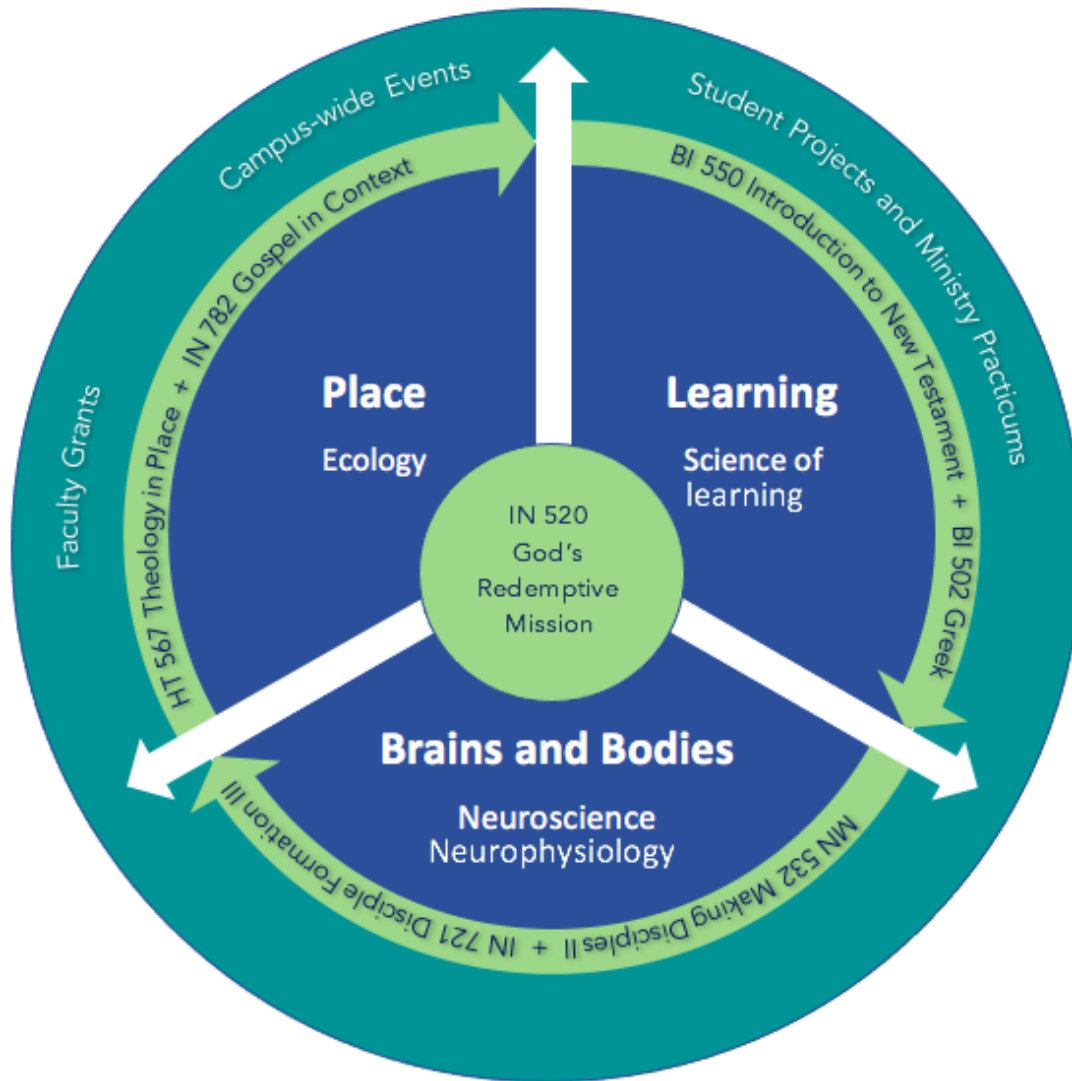 Campus-wide Events
Student Projects and Ministry Practicums
Faculty Grants
HT 567 Theology in Place + IN 782 Gospel in Context
BI 550 Introduction to New Testament + BI 502 Greek
MN 532 Making Disciples II + IN 721 Disciple Formation III
Place
Ecology
Learning
Science of
learning
IN 520
God's
Redemptive
Mission
Brains and Bodies
Neuroscience
Neurophysiology